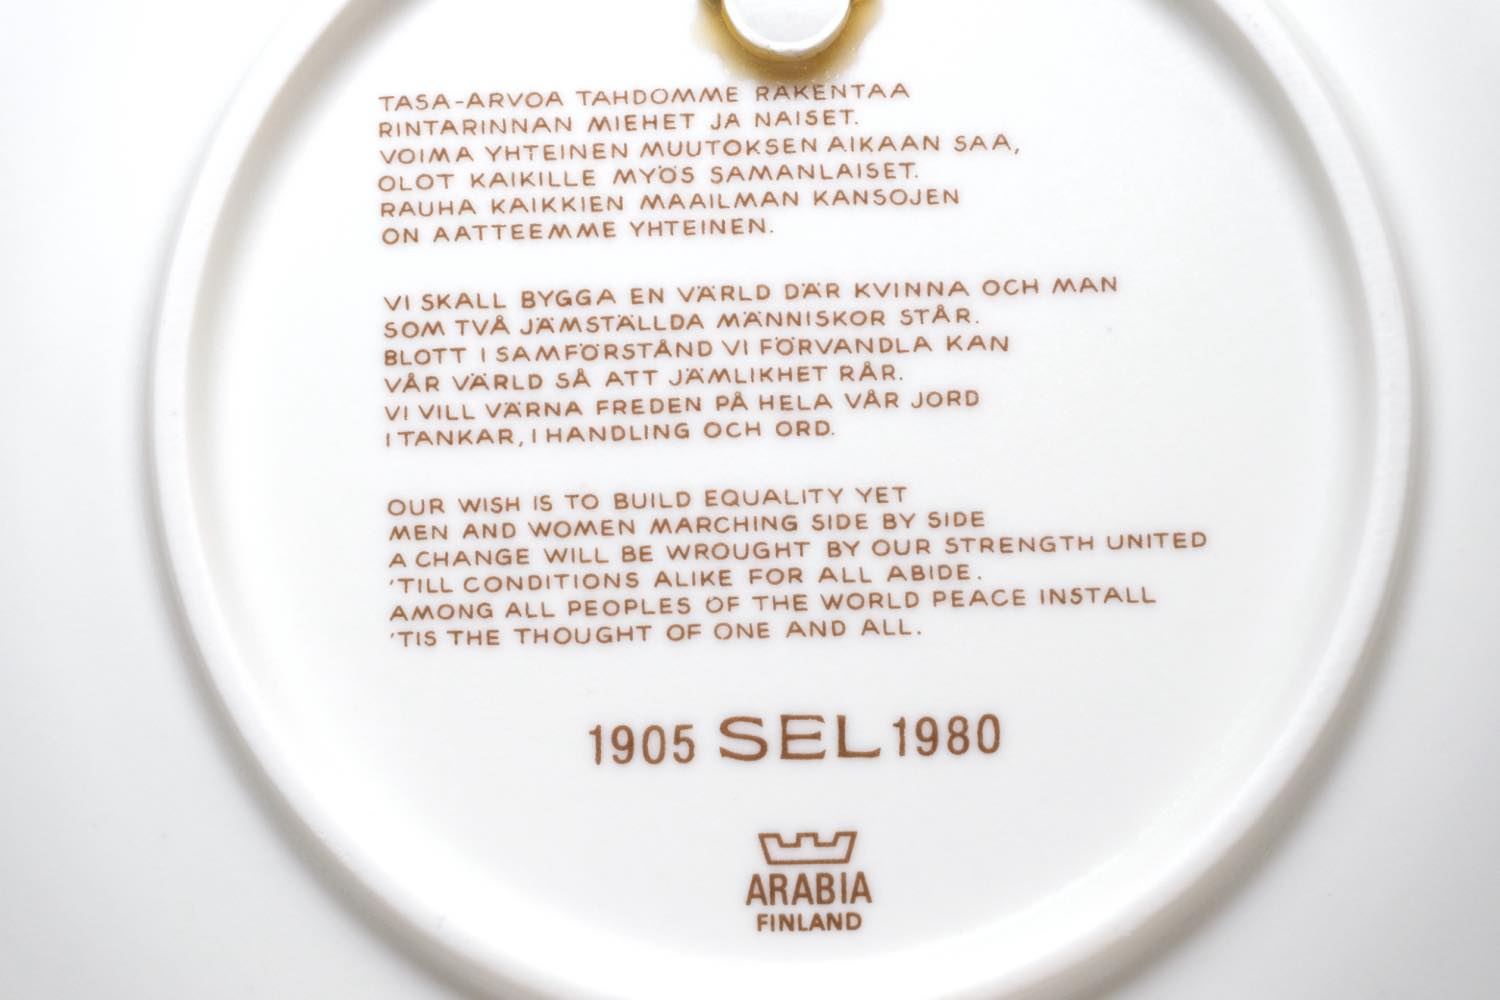 TASA-ARVOA TAHDOMME RAKENTAA
RINTARINNAN MIEHET JA NAISET.
VOIMA YHTEINEN MUUTOKSEN AIKAAN SAA,
OLOT KAIKILLE MYÖS SAMANLAISET.
RAUHA KAIKKIEN MAAILMAN KANSOJEN
ON AATTEEMME YHTEINEN.
VI SKALL BYGGA EN VÄRLD DÄR KVINNA OCH MAN
SOM TVÅ JÄMSTÄLLDA MÄNNISKOR STÅR.
BLOTT I SAMFÖRSTÅND VI FÖRVANDLA KAN
VÅR VÄRLD SÅ ATT JÄMLIKHET RÅR.
VI VILL VÄRNA FREDEN PÅ HELA VÅR JORD
I TANKAR, I HANDLING OCH ORD.
OUR WISH IS TO BUILD EQUALITY YET
MEN AND WOMEN MARCHING SIDE BY SIDE
A CHANGE WILL BE WROUGHT BY OUR STRENGTH UNITED
'TILL CONDITIONS ALIKE FOR ALL ABIDE.
AMONG ALL PEOPLES OF THE WORLD PEACE INSTALL
'TIS THE THOUGHT OF ONE AND ALL.
1905 SEL 1980
ARABIA
FINLAND